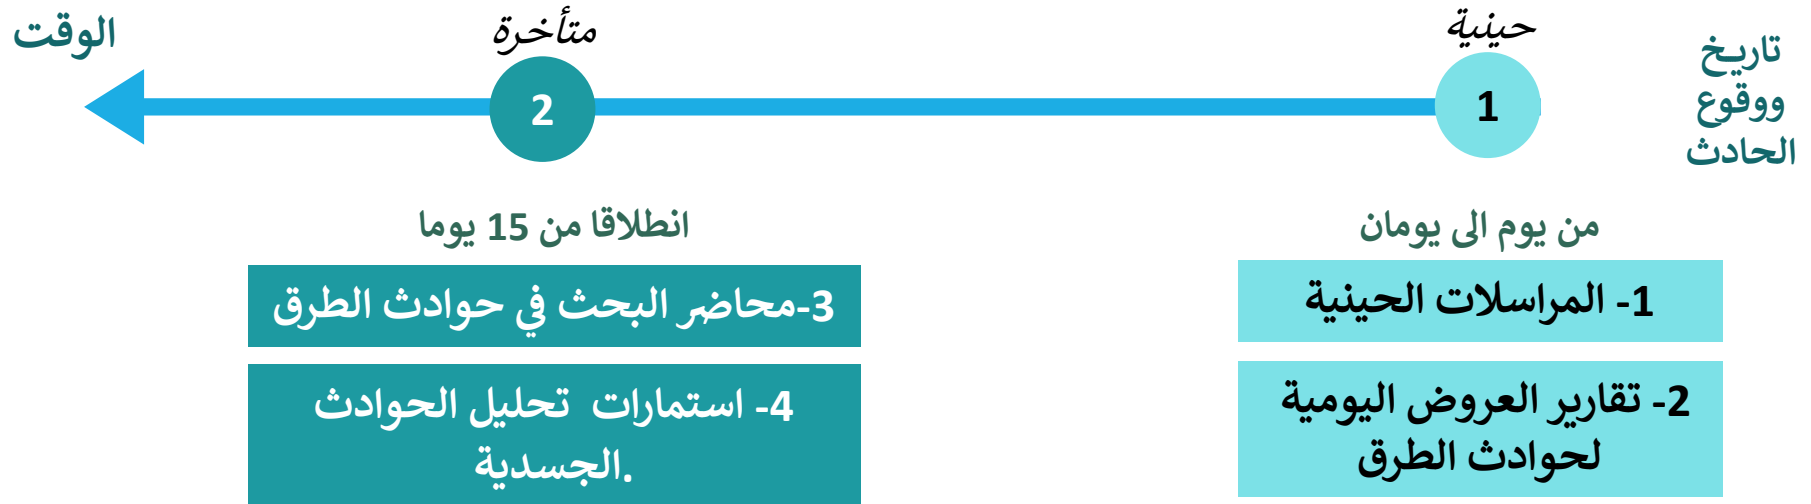 تاريخ
ووقوع
الحادث
حينية
متأخرة
الوقت
1
2
من يوم الى يومان
انطلاقا من 15 يوما
1- المراسلات الحينية
2- تقارير العروض اليومية
لحوادث الطرق
3-محاضر البحث في حوادث الطرق
4- استمارات تحليل الحوادث
الجسدية.